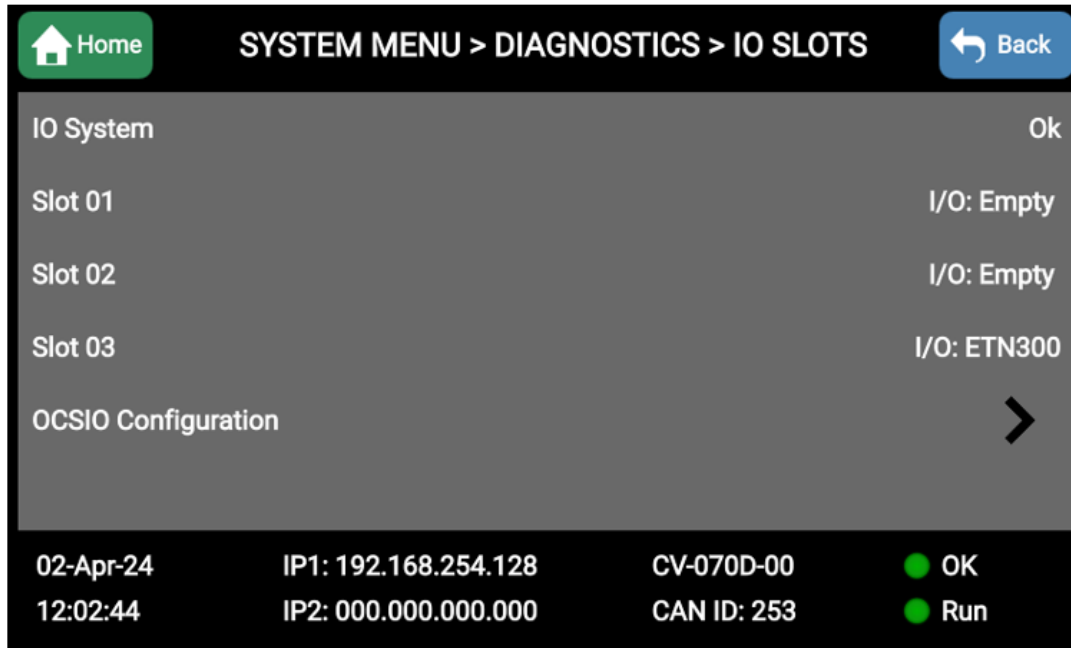 Home SYSTEM MENU > DIAGNOSTICS > IO SLOTS Back
IO System Ok
Slot 01 I/O: Empty
Slot 02 I/O: Empty
Slot 03 I/O: ETN300
OCSIO Configuration
02-Apr-24 IP1: 192.168.254.128 CV-070D-00 OK
12:02:44 IP2: 000.000.000.000 CAN ID: 253 Run